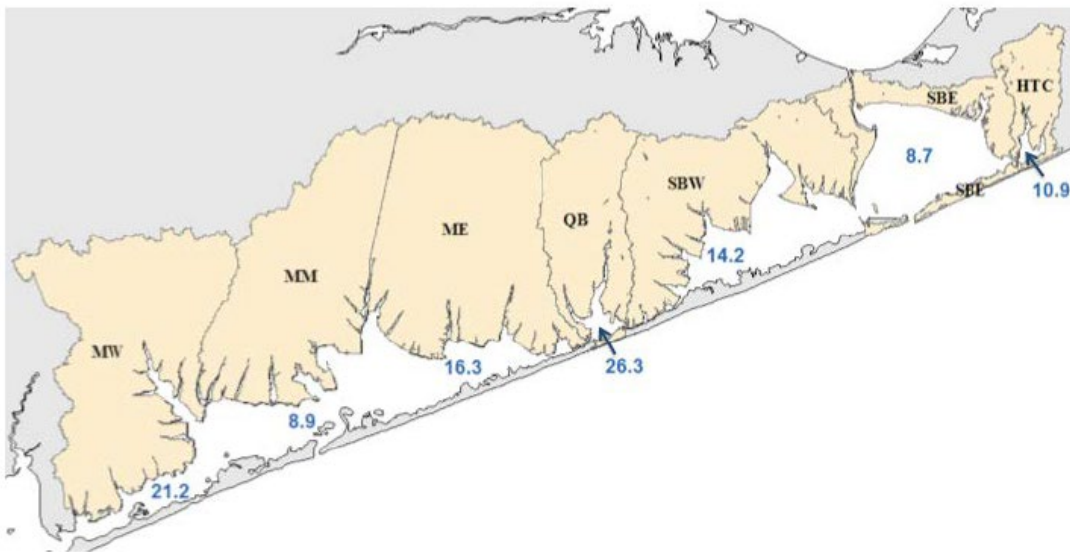 HTC
SBE
8.7
SBW
SBE
10.9
QB
ME
14.2
MM
MW
16.3
26.3
8.9
21.2